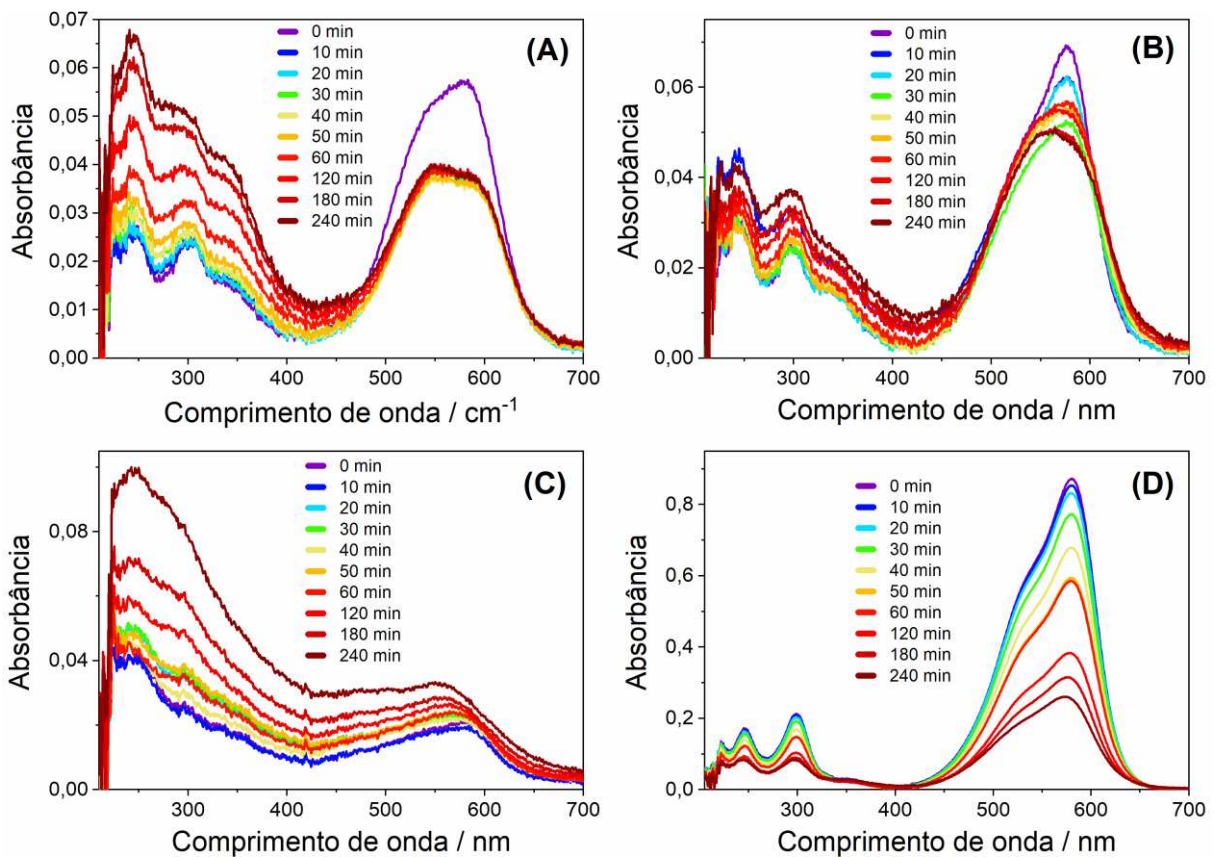 (A)
0,07
0,06
0,05
0,04
0,03
0,02
0,01
0,00
Absorbância
0 min
10 min
20 min
30 min
40 min
50 min
60 min
120 min
180 min
240 min
300
400
500
600
700
Comprimento de onda / cm⁻¹
(B)
0.06
0.04
0.02
0.00
Absorbância
0 min
10 min
20 min
30 min
40 min
50 min
60 min
120 min
180 min
240 min
300
400
500
600
700
Comprimento de onda / nm
(C)
0,08
0,04
0,00
Absorbância
0 min
10 min
20 min
30 min
40 min
50 min
60 min
120 min
180 min
240 min
300
400
500
600
700
Comprimento de onda / nm
(D)
0.8
0,6
0,4
0,2
0,0
Absorbância
0 min
10 min
20 min
30 min
40 min
50 min
60 min
120 min
180 min
240 min
300
400
500
600
700
Comprimento de onda / nm